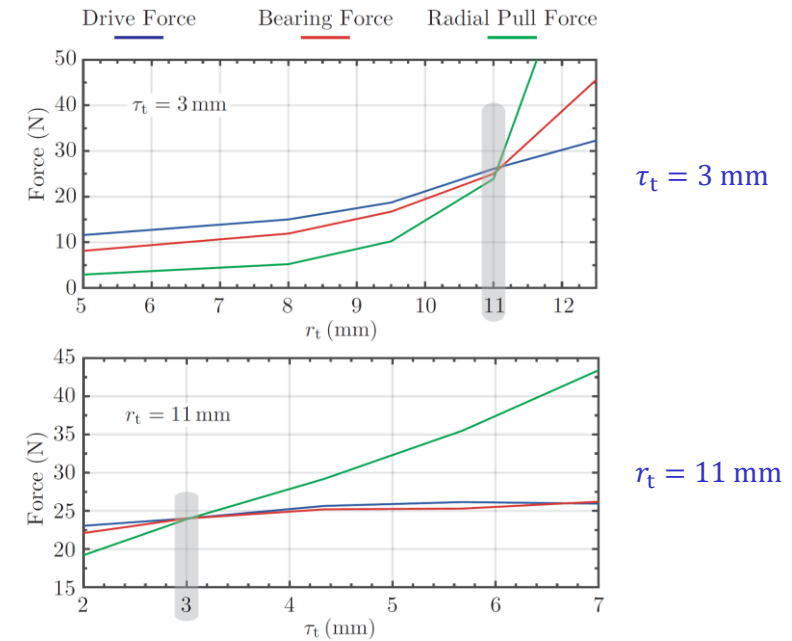 Drive Force Bearing Force Radial Pull Force
50
40
30
20
10
0
Force (N)
τt = 3 mm
τt = 3 mm
5 6 7 8 9 10 11 12
rt (mm)
45
40
35
30
25
20
15
Force (N)
rt = 11 mm
rt = 11 mm
2 3 4 5 6 7
τt (mm)